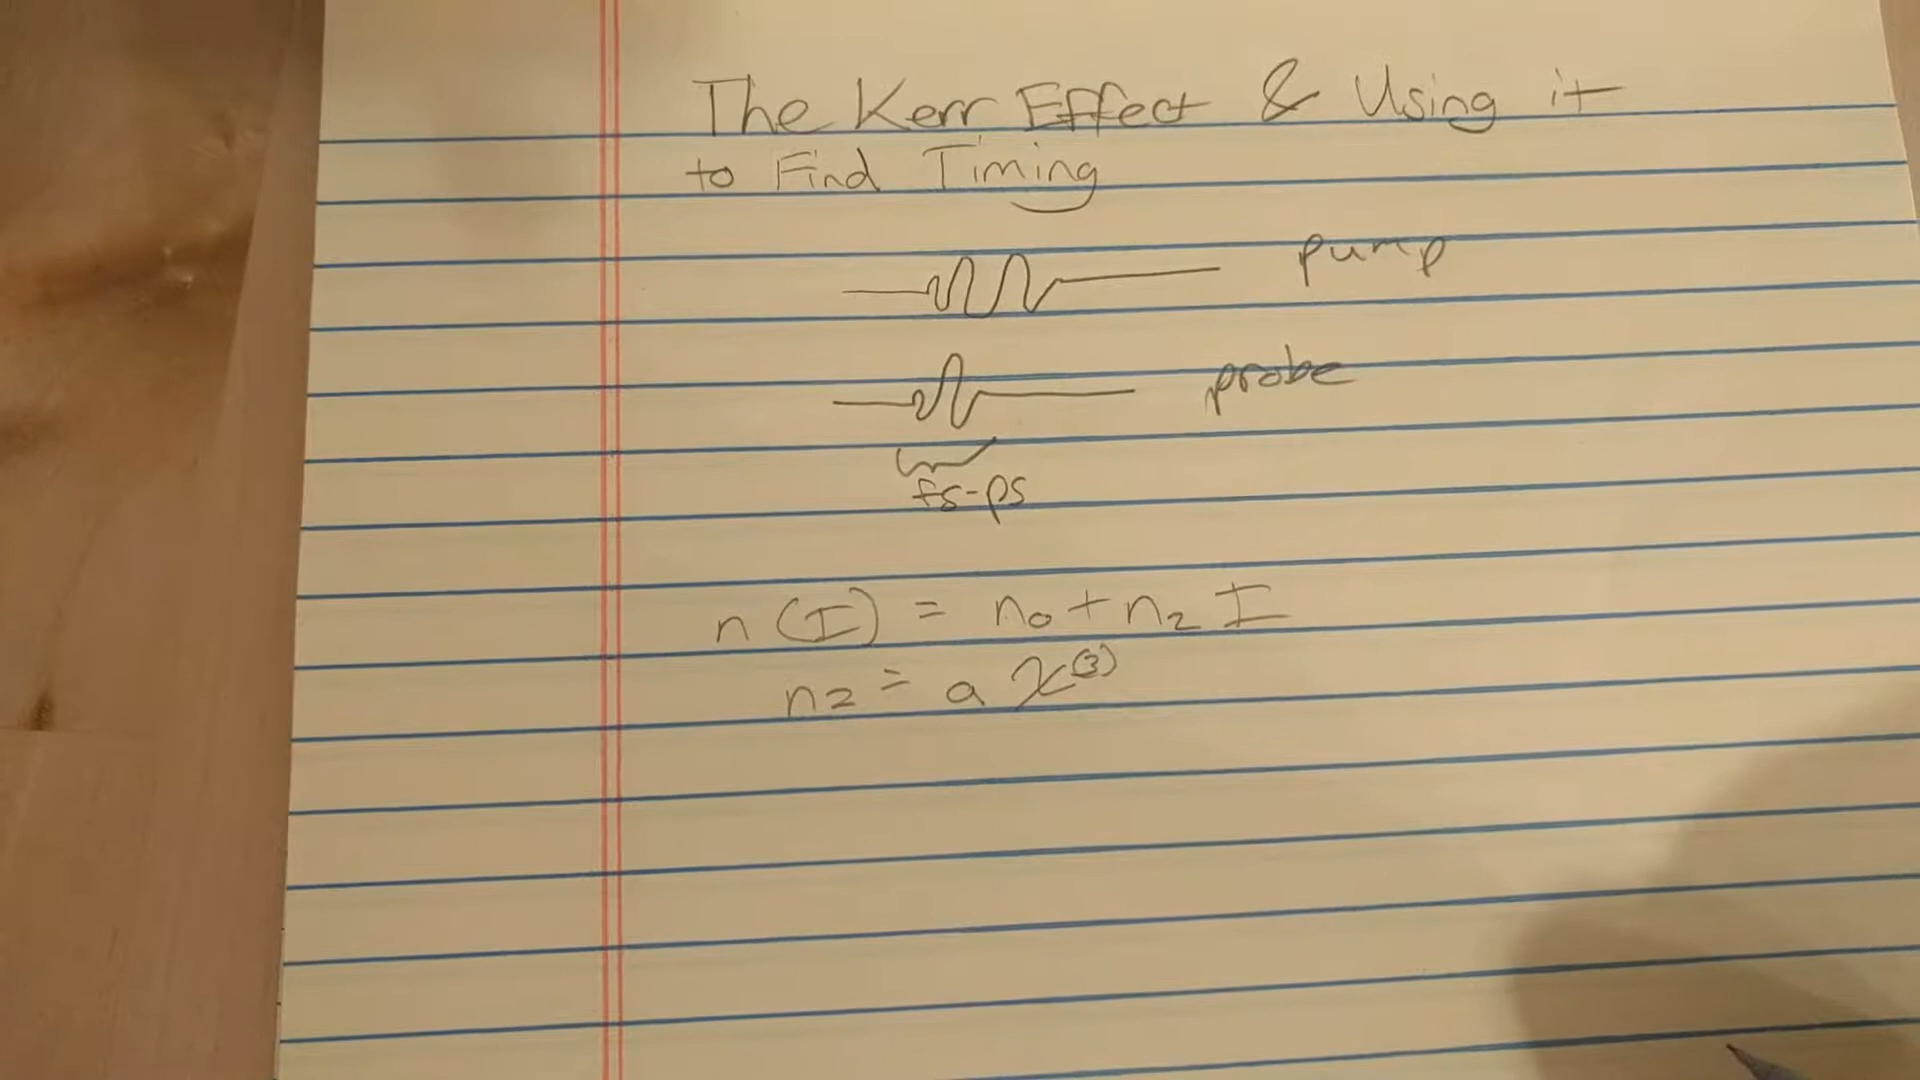 The Kerr Effect & Using it
to Find Timing
pump
probe
fs-ps
n(I) = n₀ + n₂ I
n₂ = a χ⁽³⁾